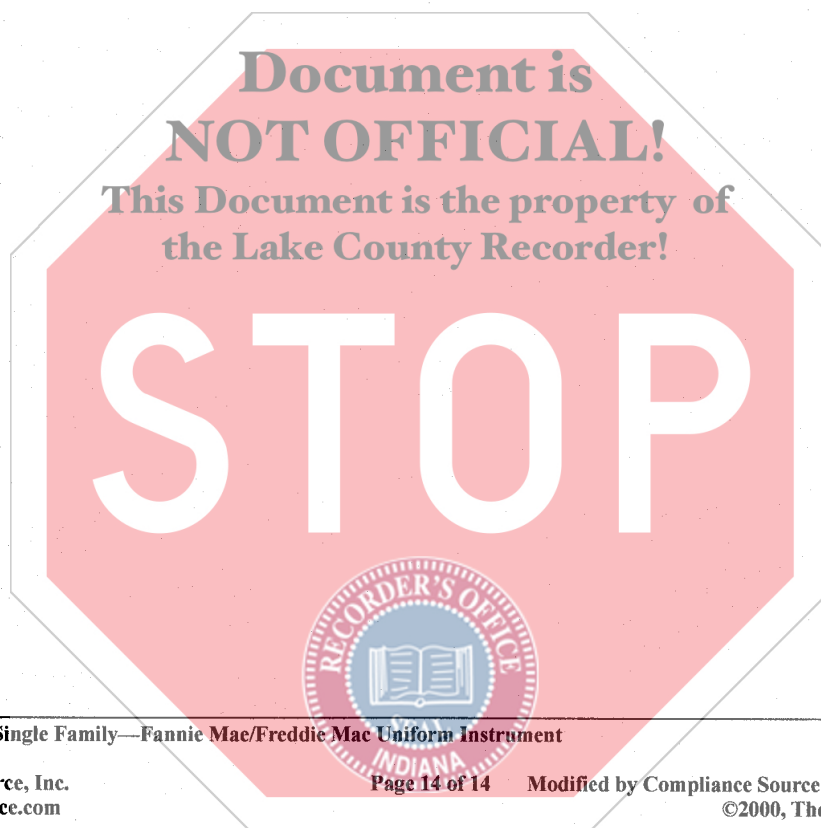 Document is
NOT OFFICIAL!
This Document is the property of
the Lake County Recorder!
STOP
RECORDER'S OFFICE
SEAL
INDIANA
Single Family—Fannie Mae/Freddie Mac Uniform Instrument
rce, Inc. Page 14 of 14 Modified by Compliance Source
ce.com ©2000, The